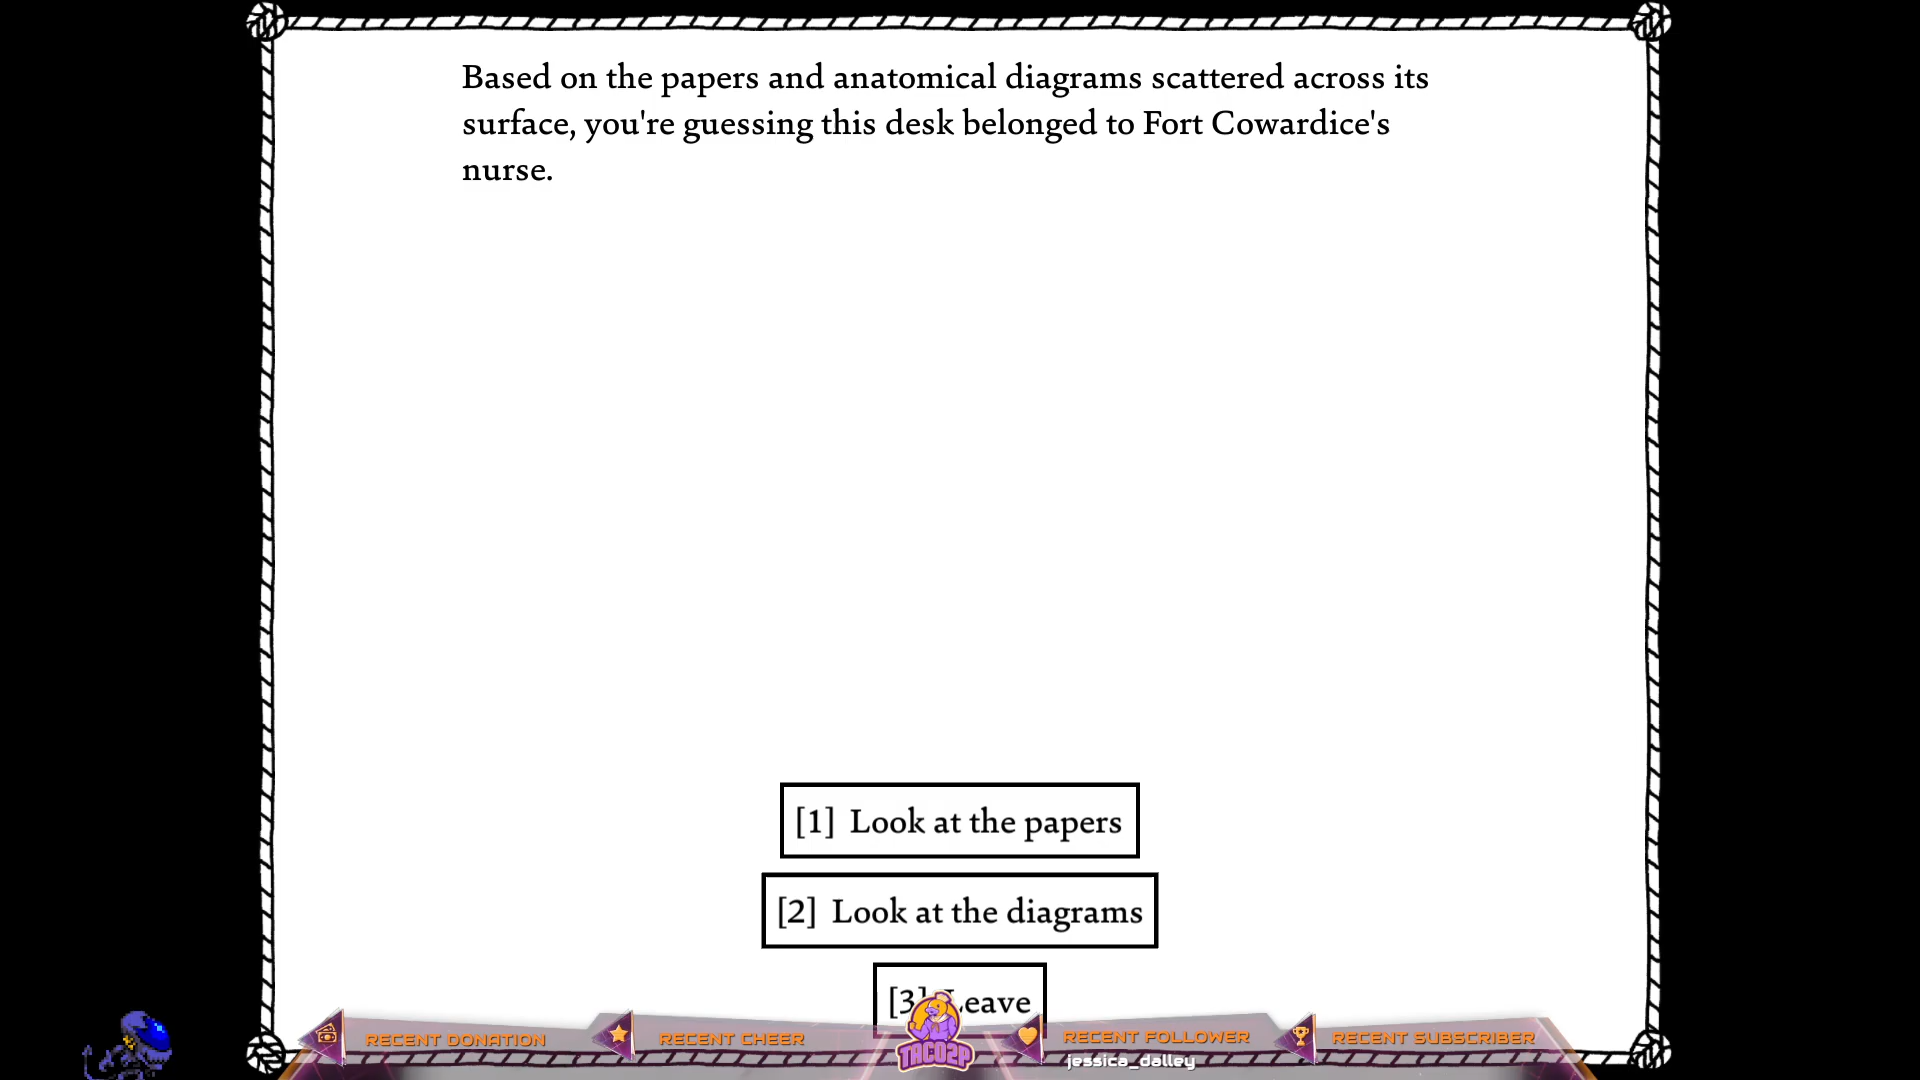 Based on the papers and anatomical diagrams scattered across its
surface, you're guessing this desk belonged to Fort Cowardice's
nurse.
[1] Look at the papers
[2] Look at the diagrams
[3] Leave
RECENT DONATION
RECENT CHEER
TACO2P
RECENT FOLLOWER
jessica_dalley
RECENT SUBSCRIBER